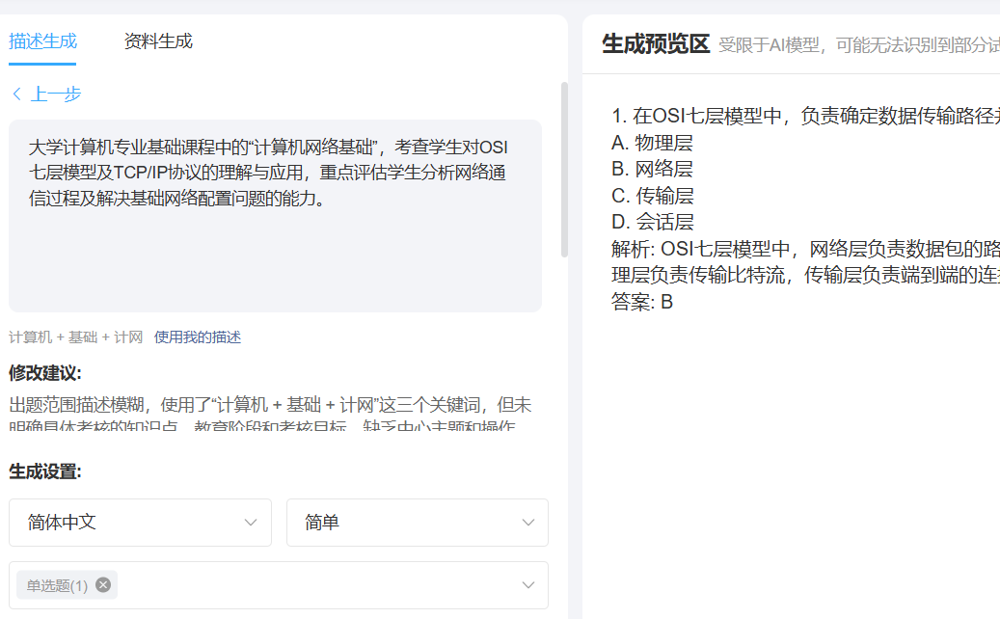 描述生成
资料生成
上一步
大学计算机专业基础课程中的“计算机网络基础”，考查学生对OSI
七层模型及TCP/IP协议的理解与应用，重点评估学生分析网络通
信过程及解决基础网络配置问题的能力。
计算机 + 基础 + 计网 使用我的描述
修改建议:
出题范围描述模糊，使用了“计算机 + 基础 + 计网”这三个关键词，但未
明确具体考核的知识点、教育阶段和考核目标，缺乏中心主题和操作
生成设置:
简体中文
简单
单选题(1)
生成预览区 受限于AI模型，可能无法识别到部分试
1. 在OSI七层模型中，负责确定数据传输路径
A. 物理层
B. 网络层
C. 传输层
D. 会话层
解析: OSI七层模型中，网络层负责数据包的路
理层负责传输比特流，传输层负责端到端的连
答案: B